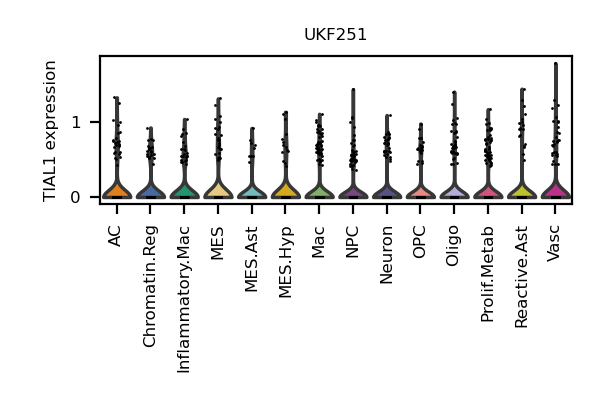 UKF251
TIAL1 expression
1
0
AC
Chromatin.Reg
Inflammatory.Mac
MES
MES.Ast
MES.Hyp
Mac
NPC
Neuron
OPC
Oligo
Prolif.Metab
Reactive.Ast
Vasc